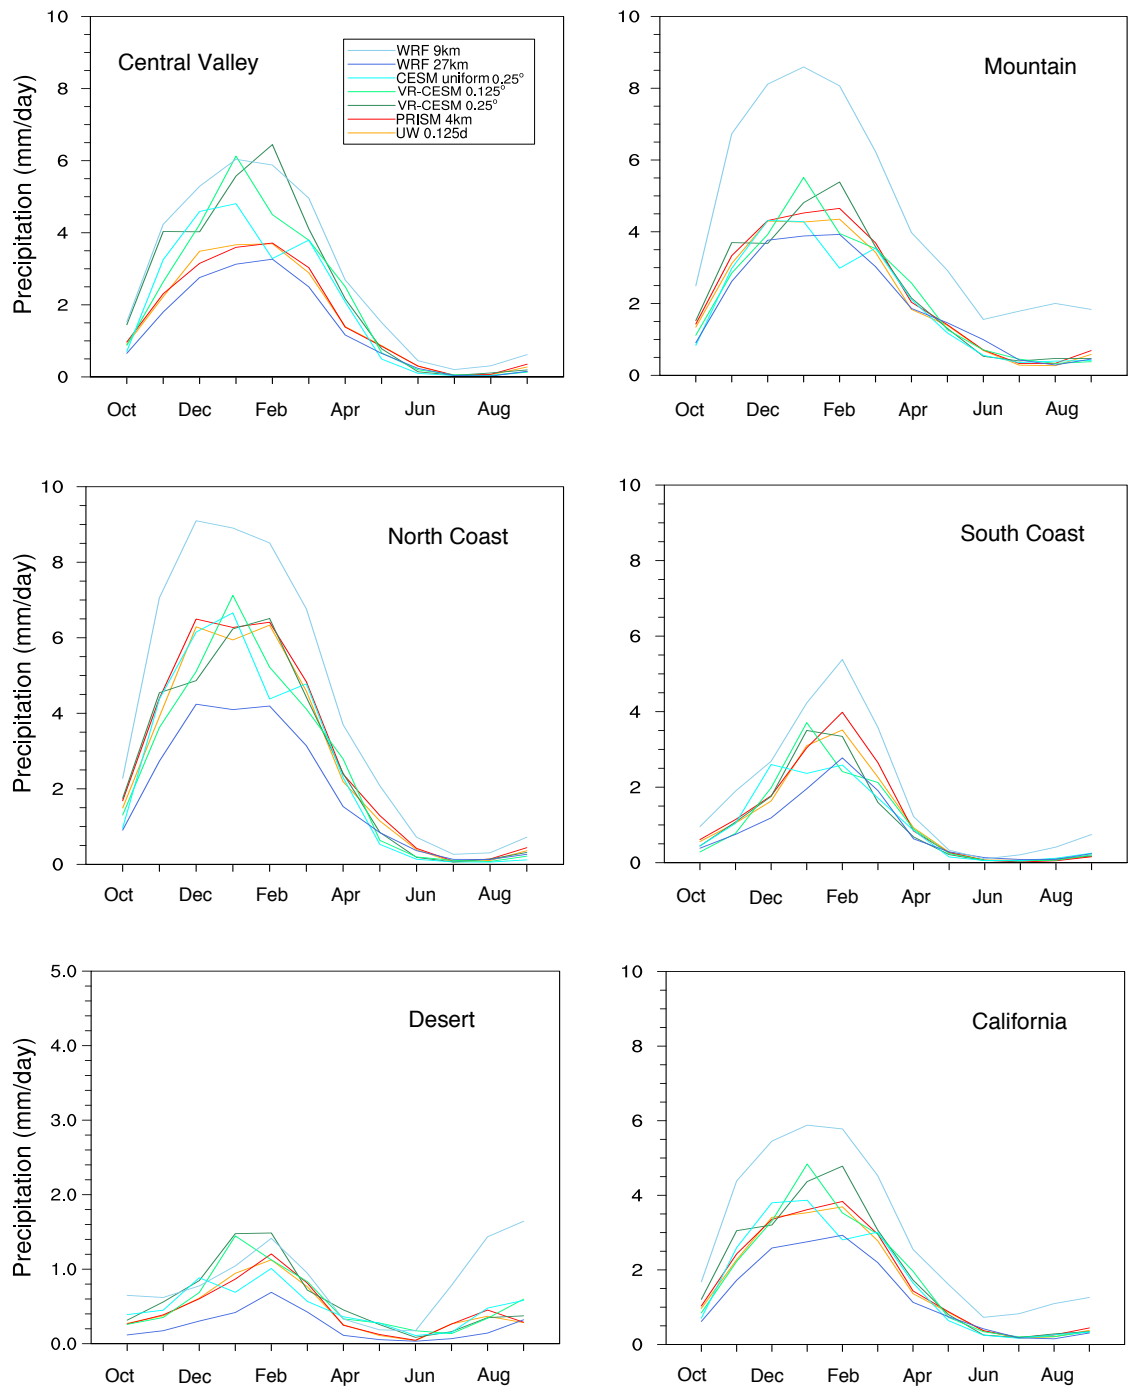 Central Valley
WRF 9km
WRF 27km
CESM uniform 0.25°
VR-CESM 0.125°
VR-CESM 0.25°
PRISM 4km
UW 0.125d
Precipitation (mm/day)
10
8
6
4
2
0
Oct Dec Feb Apr Jun Aug
Mountain
10
8
6
4
2
0
Oct Dec Feb Apr Jun Aug
North Coast
Precipitation (mm/day)
10
8
6
4
2
0
Oct Dec Feb Apr Jun Aug
South Coast
10
8
6
4
2
0
Oct Dec Feb Apr Jun Aug
Desert
Precipitation (mm/day)
5.0
4.0
3.0
2.0
1.0
0.0
Oct Dec Feb Apr Jun Aug
California
10
8
6
4
2
0
Oct Dec Feb Apr Jun Aug